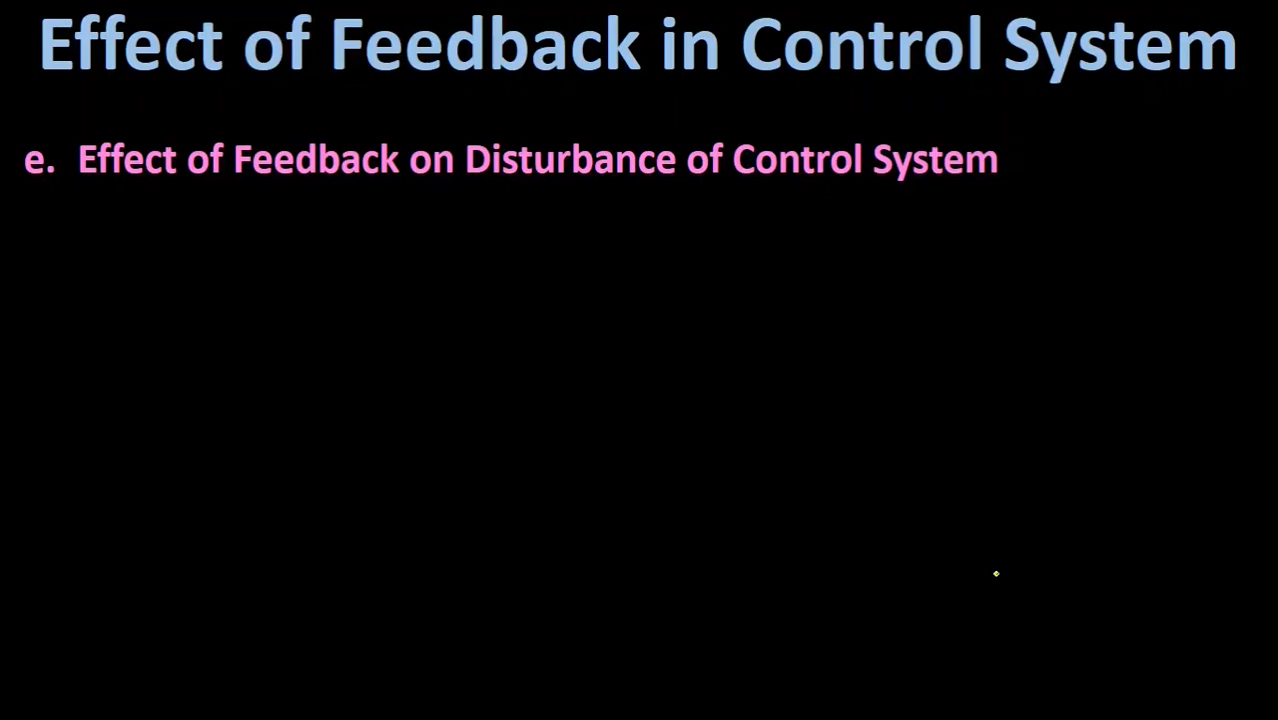 Effect of Feedback in Control System
e. Effect of Feedback on Disturbance of Control System